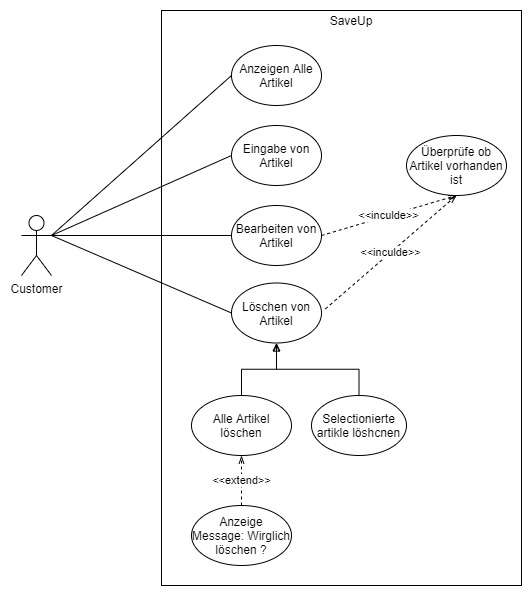 SaveUp
Anzeigen Alle
Artikel
Eingabe von
Artikel
Überprüfe ob
Artikel vorhanden
ist
Bearbeiten von
Artikel
<<inculde>>
<<inculde>>
Customer
Löschen von
Artikel
Alle Artikel
löschen
Selectionierte
artikle löshcnen
<<extend>>
Anzeige
Message: Wirglich
löschen ?